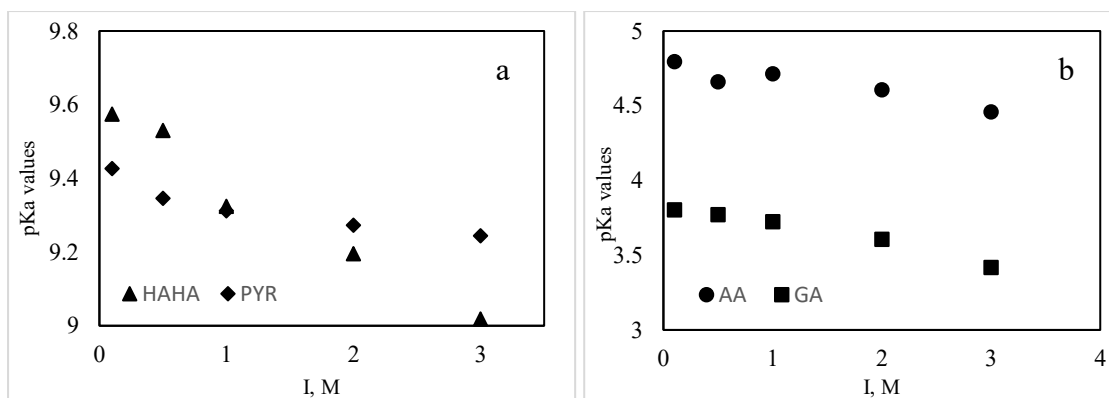 a
pKa values
9.8
9.6
9.4
9.2
9
0 1 2 3
I, M
HAHA PYR
b
pKa values
5
4.5
4
3.5
3
0 1 2 3 4
I, M
AA GA